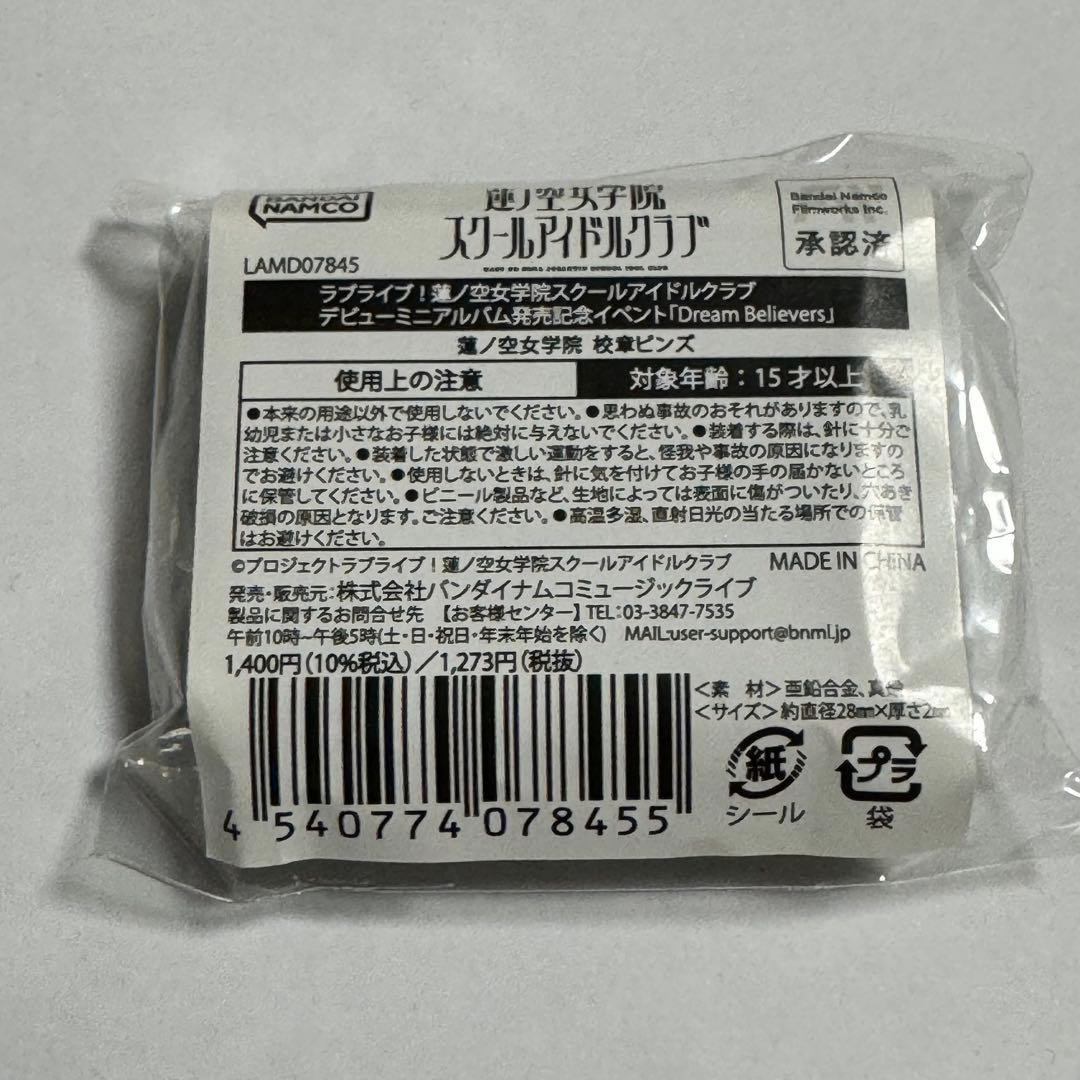 BANDAI
NAMCO
蓮ノ空女学院
スクールアイドルクラブ
Bandai Namco
Filmworks Inc.
承認済
LAMD07845
ラブライブ！蓮ノ空女学院スクールアイドルクラブ
デビューミニアルバム発売記念イベント「Dream Believers」
蓮ノ空女学院 校章ピンズ
使用上の注意
対象年齢：15才以上
●本来の用途以外で使用しないでください。●思わぬ事故のおそれがありますので、乳
幼児または小さなお子様には絶対に与えないでください。●装着する際は、針に十分ご
注意ください。●装着した状態で激しい運動をすると、怪我や事故の原因になりますの
でお避けください。●使用しないときは、針に気を付けてお子様の手の届かないところ
に保管してください。●ビニール製品など、生地によっては表面に傷がついたり、穴あき
破損の原因となります。ご注意ください。●高温多湿、直射日光の当たる場所での保管
はお避けください。
©プロジェクトラブライブ！蓮ノ空女学院スクールアイドルクラブ MADE IN CHINA
発売・販売元：株式会社バンダイナムコミュージックライブ
製品に関するお問合せ先 【お客様センター】TEL：03-3847-7535
午前10時～午後5時(土・日・祝日・年末年始を除く) MAIL:user-support@bnml.jp
1,400円(10%税込)／1,273円(税抜)
＜素 材＞亜鉛合金、真鍮
＜サイズ＞約直径28㎜×厚さ2㎜
4 540774 078455
紙
シール
プラ
袋